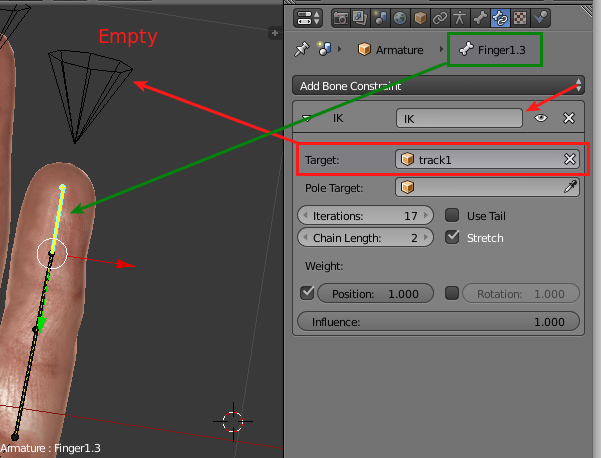 Empty
Armature
Finger1.3
Add Bone Constraint
IK
IK
Target:
track1
Pole Target:
Iterations: 17
Use Tail
Chain Length: 2
Stretch
Weight:
Position: 1.000
Rotation: 1.000
Influence: 1.000
Armature : Finger1.3